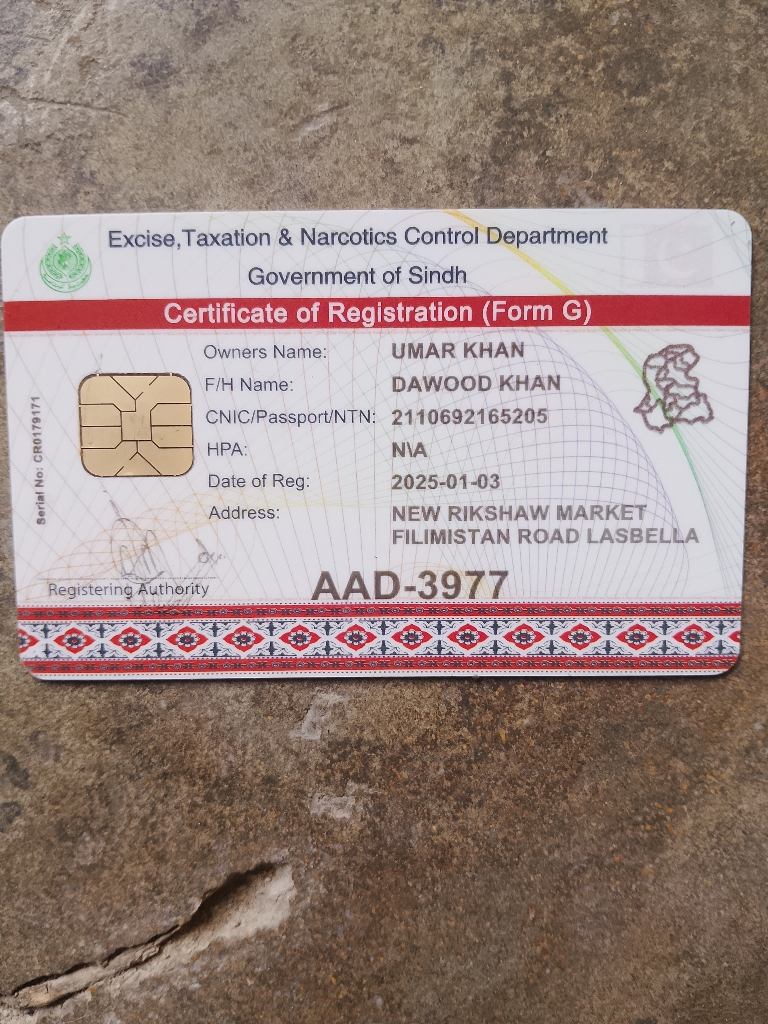 Excise,Taxation & Narcotics Control Department
Government of Sindh
Certificate of Registration (Form G)
Owners Name: UMAR KHAN
F/H Name: DAWOOD KHAN
CNIC/Passport/NTN: 2110692165205
HPA: N\A
Date of Reg: 2025-01-03
Address: NEW RIKSHAW MARKET
FILIMISTAN ROAD LASBELLA
Serial No: CR0179171
Registering Authority
AAD-3977